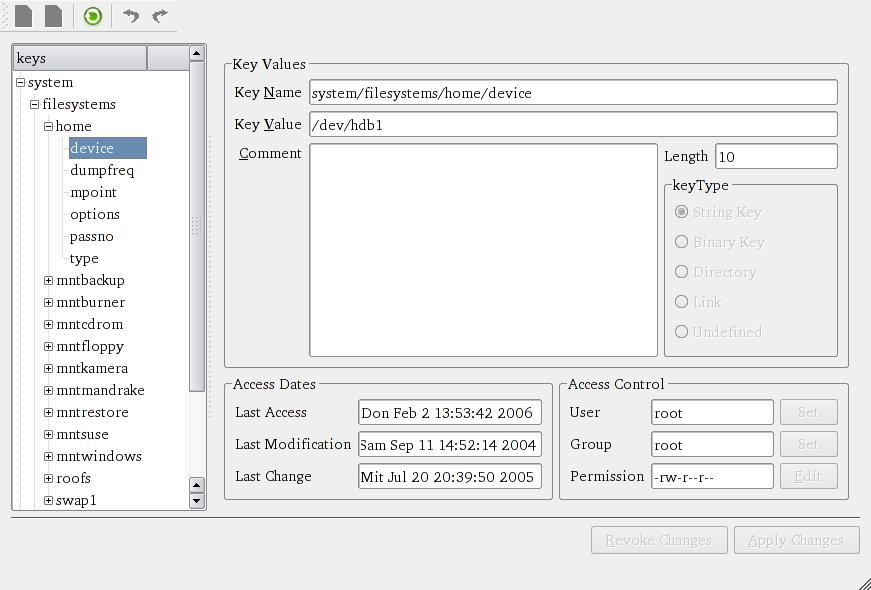 keys
system
filesystems
home
device
dumpfreq
mpoint
options
passno
type
mntbackup
mntburner
mntcdrom
mntfloppy
mntkamera
mntmandrake
mntrestore
mntsuse
mntwindows
roofs
swap1
Key Values
Key Name system/filesystems/home/device
Key Value /dev/hdb1
Comment
Length 10
keyType
String Key
Binary Key
Directory
Link
Undefined
Access Dates
Last Access Don Feb 2 13:53:42 2006
Last Modification Sam Sep 11 14:52:14 2004
Last Change Mit Jul 20 20:39:50 2005
Access Control
User root Set
Group root Set
Permission -rw-r--r-- Edit
Revoke Changes Apply Changes